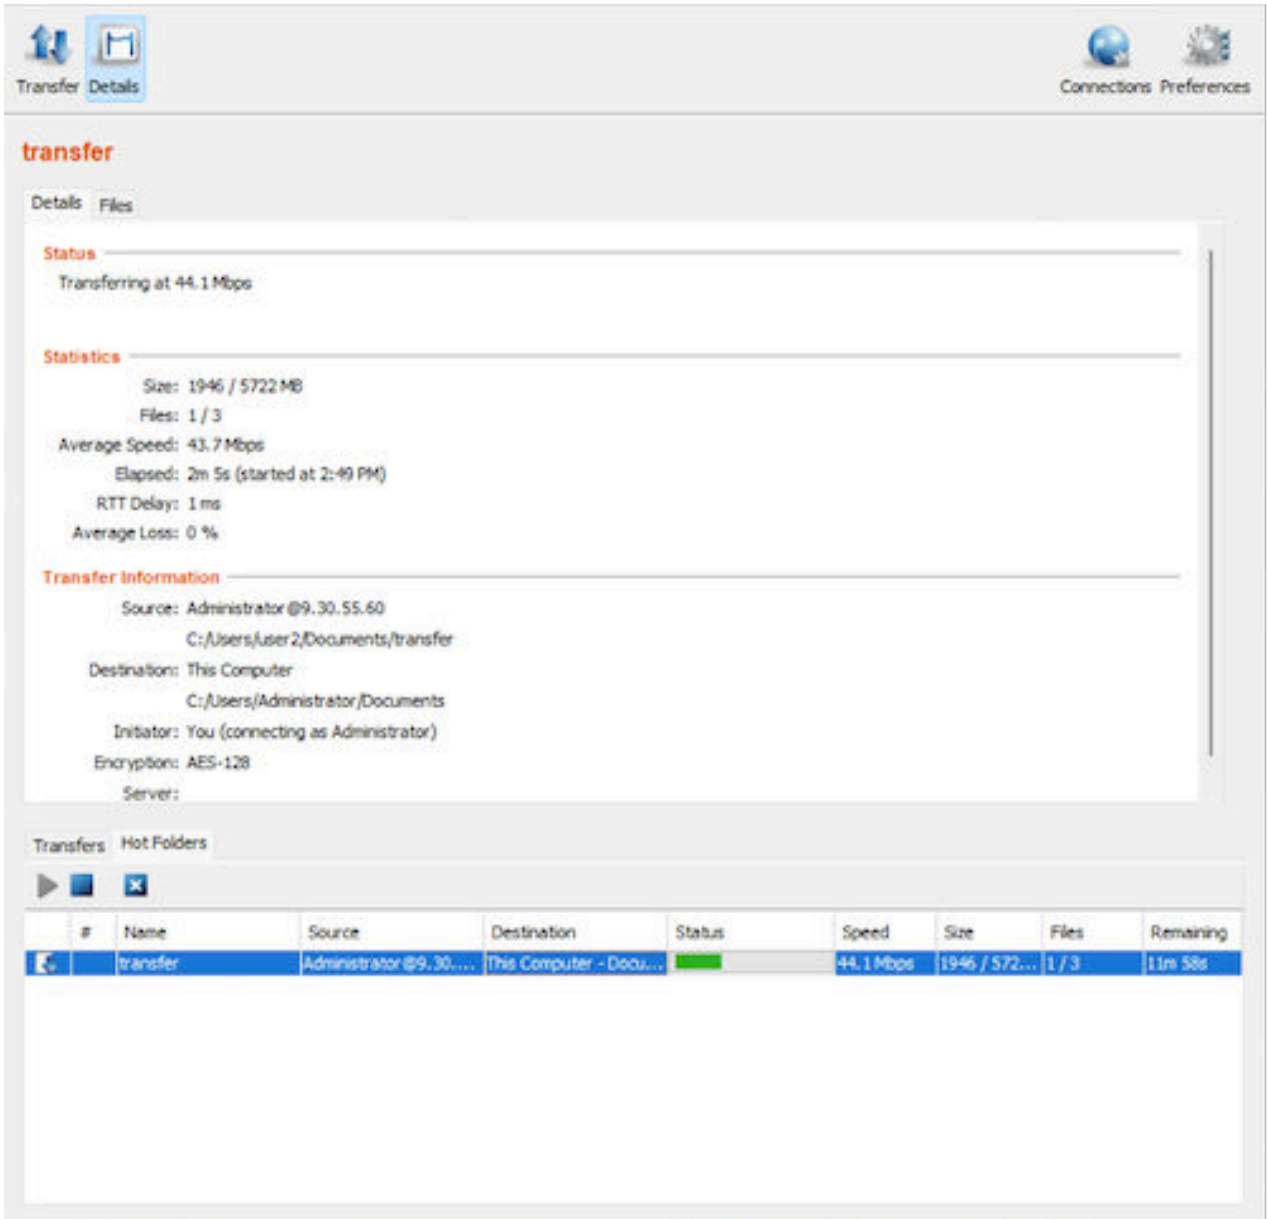 Transfer Details Connections Preferences
transfer
Details Files
Status
Transferring at 44.1 Mbps
Statistics
Size: 1946 / 5722 MB
Files: 1 / 3
Average Speed: 43.7 Mbps
Elapsed: 2m 5s (started at 2:49 PM)
RTT Delay: 1 ms
Average Loss: 0 %
Transfer Information
Source: Administrator@9.30.55.60
C:/Users/user2/Documents/transfer
Destination: This Computer
C:/Users/Administrator/Documents
Initiator: You (connecting as Administrator)
Encryption: AES-128
Server:
Transfers Hot Folders
# Name Source Destination Status Speed Size Files Remaining
transfer Administrator@9.30.... This Computer - Docu... 44.1 Mbps 1946 / 572... 1 / 3 11m 58s